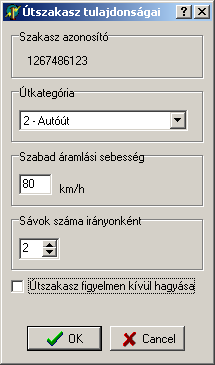 Útszakasz tulajdonságai
Szakasz azonosító
1267486123
Útkategória
2 - Autóút
Szabad áramlási sebesség
80 km/h
Sávok száma irányonként
2
Útszakasz figyelmen kívül hagyása
OK Cancel